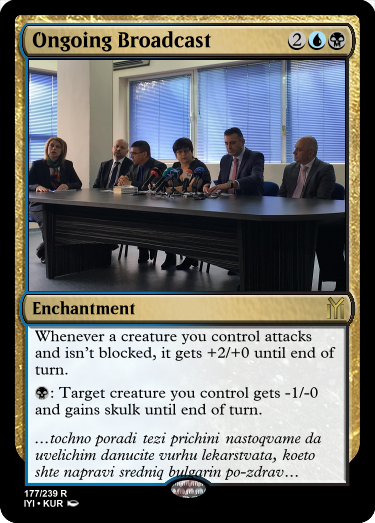 Ongoing Broadcast 2
Enchantment
Whenever a creature you control attacks
and isn't blocked, it gets +2/+0 until end of
turn.
: Target creature you control gets -1/-0
and gains skulk until end of turn.
...tochno poradi tezi prichini nastoqvame da
uvelichim danucite vurhu lekarstvata, koeto
shte napravi sredniq bulgarin po-zdrav...
177/239 R
IYI • KUR